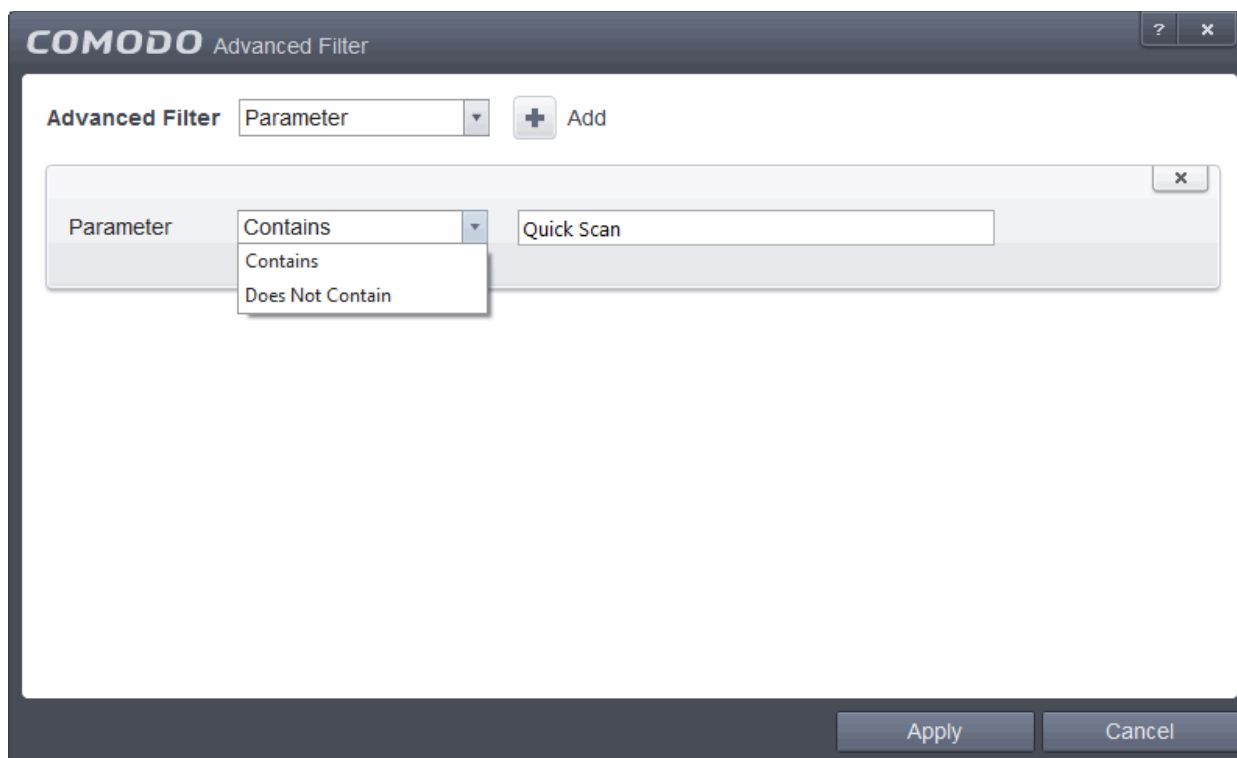 COMODO Advanced Filter ? x
Advanced Filter Parameter + Add
x
Parameter Contains Quick Scan
Contains
Does Not Contain
Apply Cancel